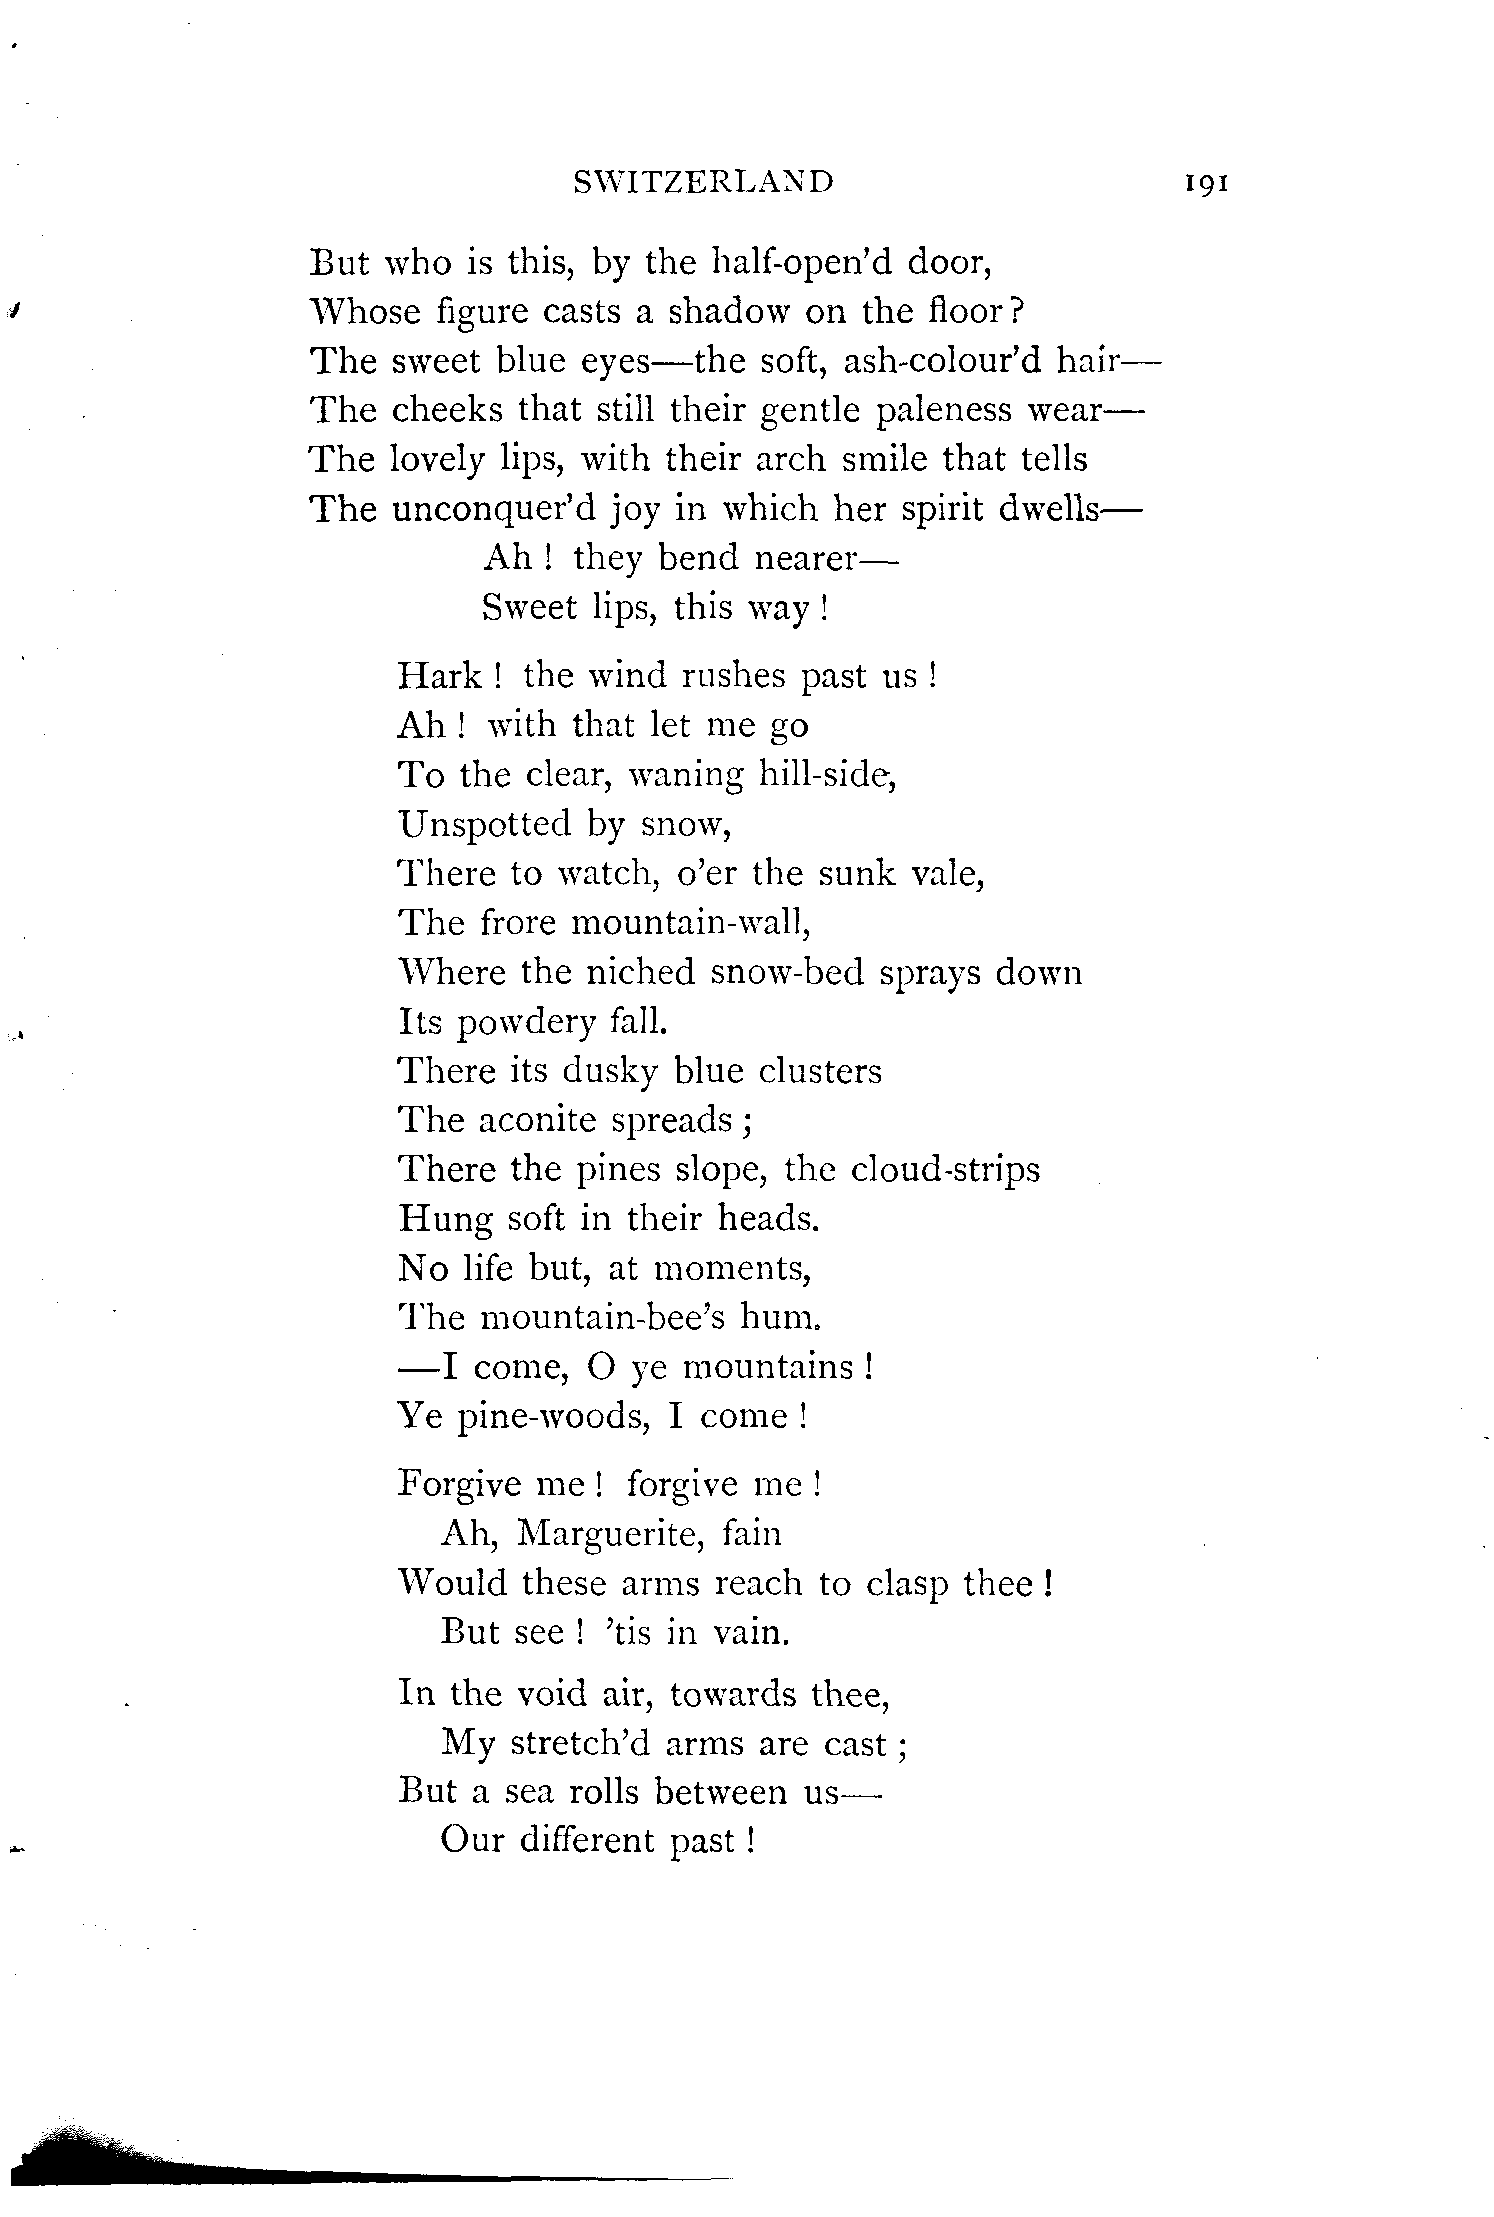 SWITZERLAND 191
But who is this, by the half-open'd door,
Whose figure casts a shadow on the floor?
The sweet blue eyes—the soft, ash-colour'd hair—
The cheeks that still their gentle paleness wear—
The lovely lips, with their arch smile that tells
The unconquer'd joy in which her spirit dwells—
Ah ! they bend nearer—
Sweet lips, this way !
Hark ! the wind rushes past us !
Ah ! with that let me go
To the clear, waning hill-side,
Unspotted by snow,
There to watch, o'er the sunk vale,
The frore mountain-wall,
Where the niched snow-bed sprays down
Its powdery fall.
There its dusky blue clusters
The aconite spreads ;
There the pines slope, the cloud-strips
Hung soft in their heads.
No life but, at moments,
The mountain-bee's hum.
—I come, O ye mountains !
Ye pine-woods, I come !
Forgive me ! forgive me !
Ah, Marguerite, fain
Would these arms reach to clasp thee !
But see ! 'tis in vain.
In the void air, towards thee,
My stretch'd arms are cast ;
But a sea rolls between us—
Our different past !